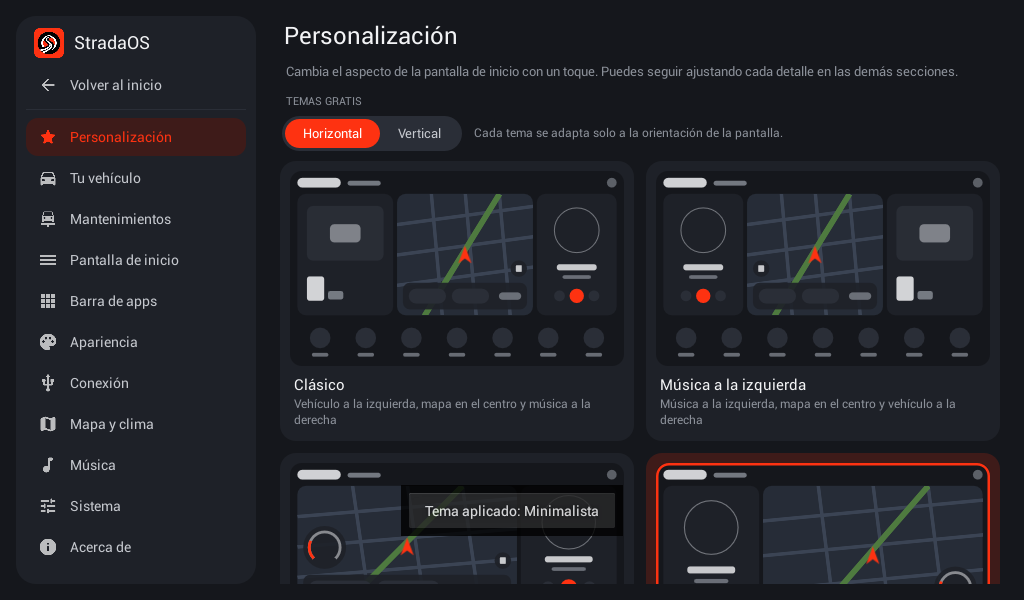 StradaOS
Volver al inicio
Personalización
Tu vehículo
Mantenimientos
Pantalla de inicio
Barra de apps
Apariencia
Conexión
Mapa y clima
Música
Sistema
Acerca de
Personalización
Cambia el aspecto de la pantalla de inicio con un toque. Puedes seguir ajustando cada detalle en las demás secciones.
TEMAS GRATIS
Horizontal
Vertical
Cada tema se adapta solo a la orientación de la pantalla.
Clásico
Vehículo a la izquierda, mapa en el centro y música a la
derecha
Música a la izquierda
Música a la izquierda, mapa en el centro y vehículo a la
derecha
Tema aplicado: Minimalista